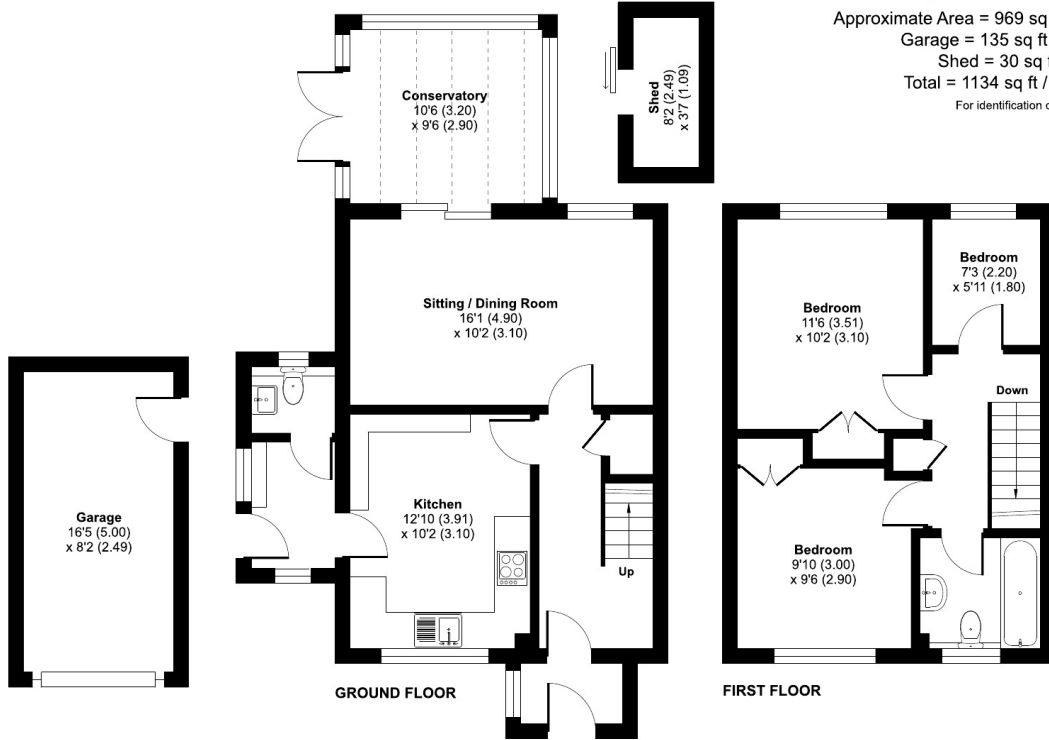 Approximate Area = 969 sq
Garage = 135 sq ft
Shed = 30 sq
Total = 1134 sq ft /
For identification
Conservatory
10'6 (3.20)
x 9'6 (2.90)
Shed
8'2 (2.49)
x 3'7 (1.09)
Sitting / Dining Room
16'1 (4.90)
x 10'2 (3.10)
Bedroom
11'6 (3.51)
x 10'2 (3.10)
Bedroom
7'3 (2.20)
x 5'11 (1.80)
Down
Garage
16'5 (5.00)
x 8'2 (2.49)
Kitchen
12'10 (3.91)
x 10'2 (3.10)
Up
Bedroom
9'10 (3.00)
x 9'6 (2.90)
GROUND FLOOR
FIRST FLOOR